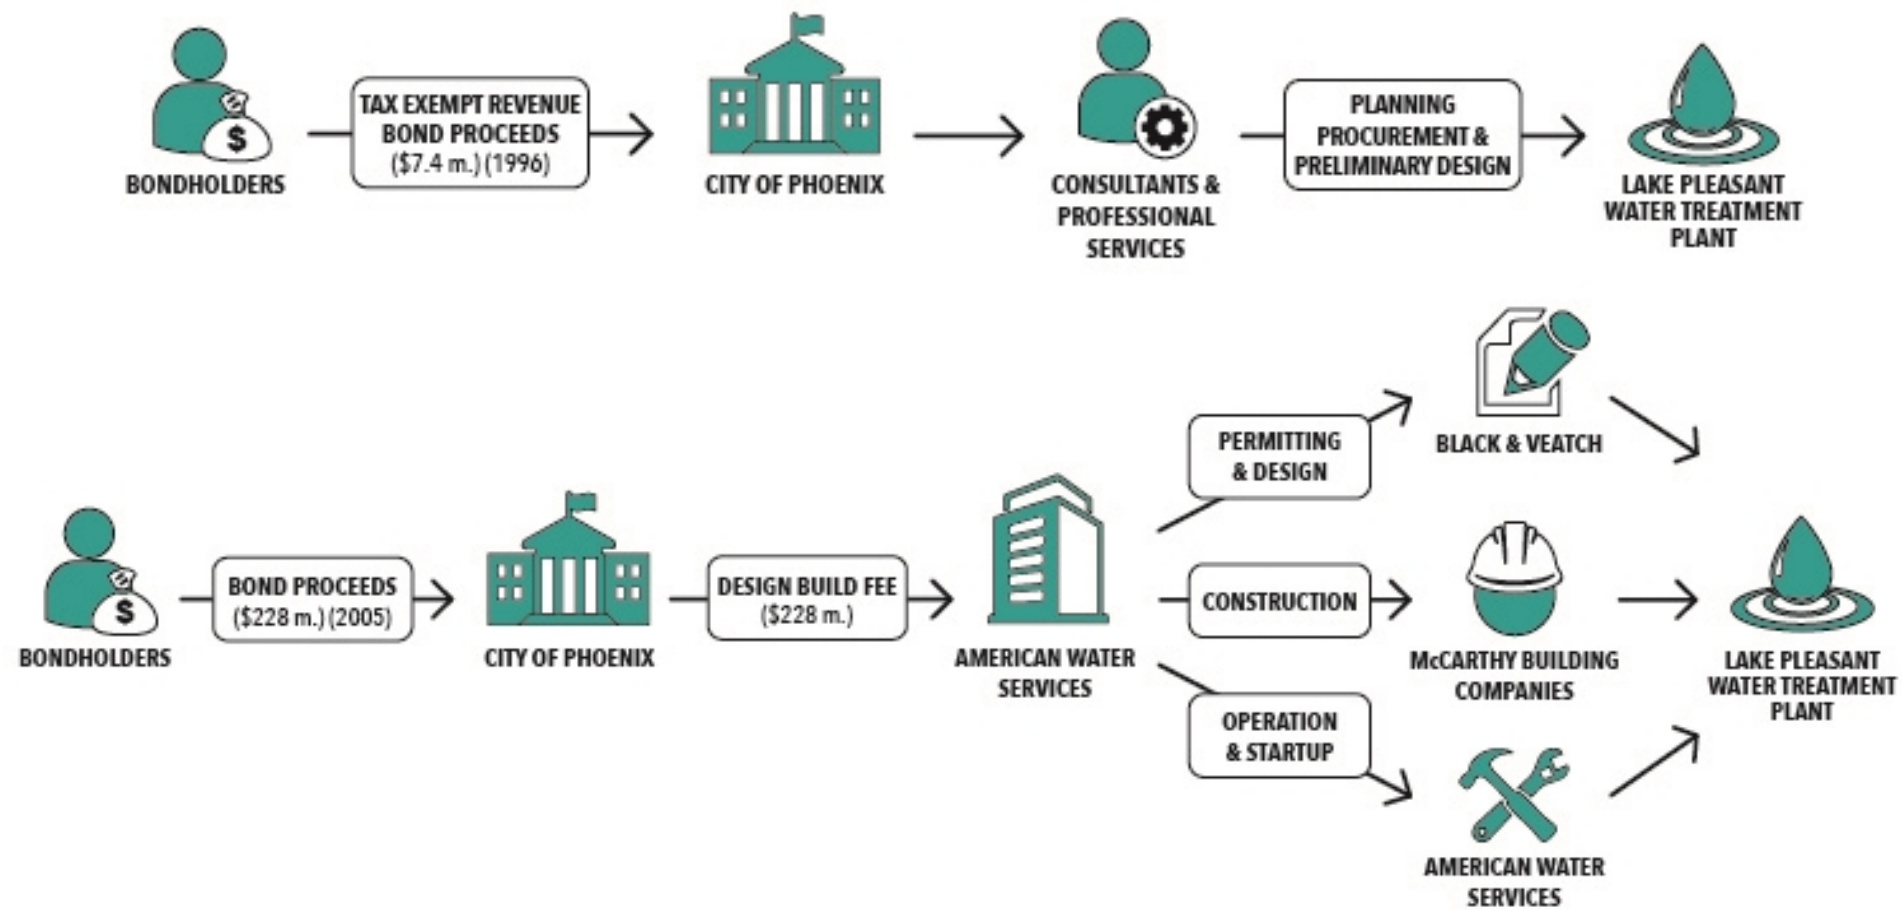 TAX EXEMPT REVENUE
BOND PROCEEDS
($7.4 m.) (1996)
BONDHOLDERS
CITY OF PHOENIX
CONSULTANTS &
PROFESSIONAL
SERVICES
PLANNING
PROCUREMENT &
PRELIMINARY DESIGN
LAKE PLEASANT
WATER TREATMENT
PLANT
BONDHOLDERS
BOND PROCEEDS
($228 m.) (2005)
CITY OF PHOENIX
DESIGN BUILD FEE
($228 m.)
AMERICAN WATER
SERVICES
PERMITTING
& DESIGN
BLACK & VEATCH
CONSTRUCTION
McCARTHY BUILDING
COMPANIES
OPERATION
& STARTUP
AMERICAN WATER
SERVICES
LAKE PLEASANT
WATER TREATMENT
PLANT
$
$